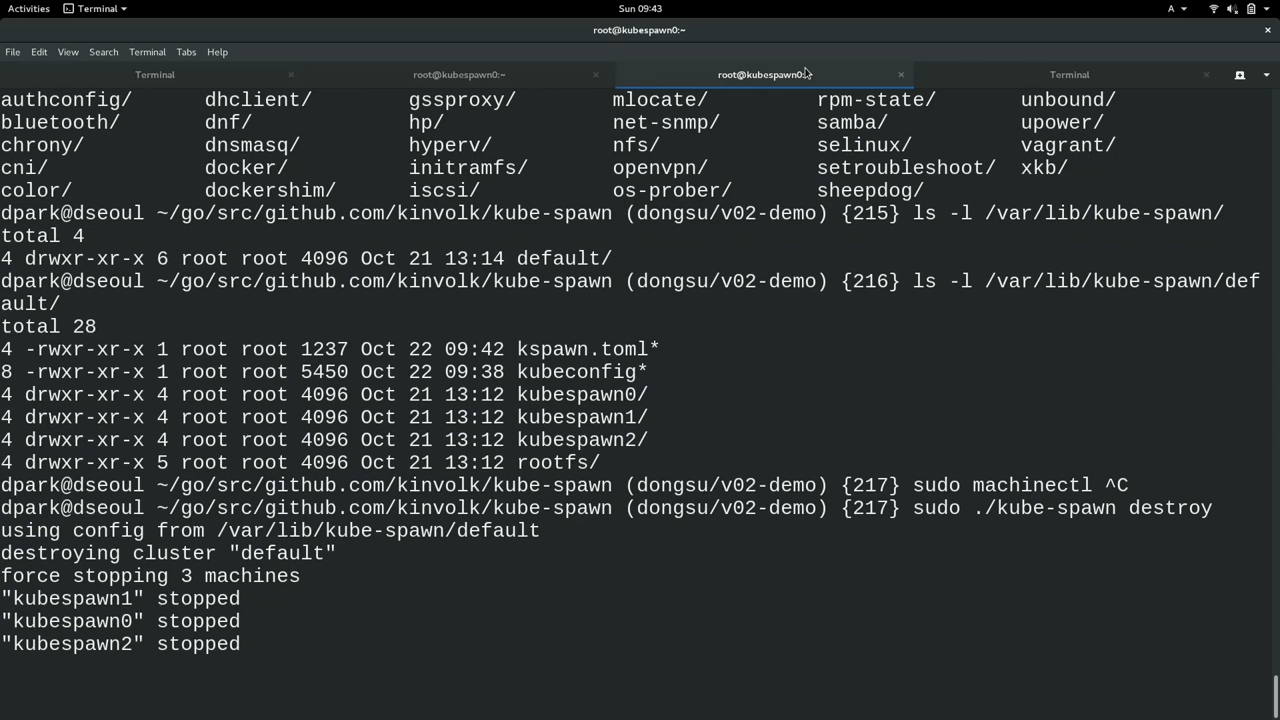 Activities Terminal Sun 09:43 A
root@kubespawn0:~
File Edit View Search Terminal Tabs Help
Terminal root@kubespawn0:~ root@kubespawn0:~ Terminal
authconfig/ dhclient/ gssproxy/ mlocate/ rpm-state/ unbound/
bluetooth/ dnf/ hp/ net-snmp/ samba/ upower/
chrony/ dnsmasq/ hyperv/ nfs/ selinux/ vagrant/
cni/ docker/ initramfs/ openvpn/ setroubleshoot/ xkb/
color/ dockershim/ iscsi/ os-prober/ sheepdog/
dpark@dseoul ~/go/src/github.com/kinvolk/kube-spawn (dongsu/v02-demo) {215} ls -l /var/lib/kube-spawn/
total 4
4 drwxr-xr-x 6 root root 4096 Oct 21 13:14 default/
dpark@dseoul ~/go/src/github.com/kinvolk/kube-spawn (dongsu/v02-demo) {216} ls -l /var/lib/kube-spawn/def
ault/
total 28
4 -rwxr-xr-x 1 root root 1237 Oct 22 09:42 kspawn.toml*
8 -rwxr-xr-x 1 root root 5450 Oct 22 09:38 kubeconfig*
4 drwxr-xr-x 4 root root 4096 Oct 21 13:12 kubespawn0/
4 drwxr-xr-x 4 root root 4096 Oct 21 13:12 kubespawn1/
4 drwxr-xr-x 4 root root 4096 Oct 21 13:12 kubespawn2/
4 drwxr-xr-x 5 root root 4096 Oct 21 13:12 rootfs/
dpark@dseoul ~/go/src/github.com/kinvolk/kube-spawn (dongsu/v02-demo) {217} sudo machinectl ^C
dpark@dseoul ~/go/src/github.com/kinvolk/kube-spawn (dongsu/v02-demo) {217} sudo ./kube-spawn destroy
using config from /var/lib/kube-spawn/default
destroying cluster "default"
force stopping 3 machines
"kubespawn1" stopped
"kubespawn0" stopped
"kubespawn2" stopped